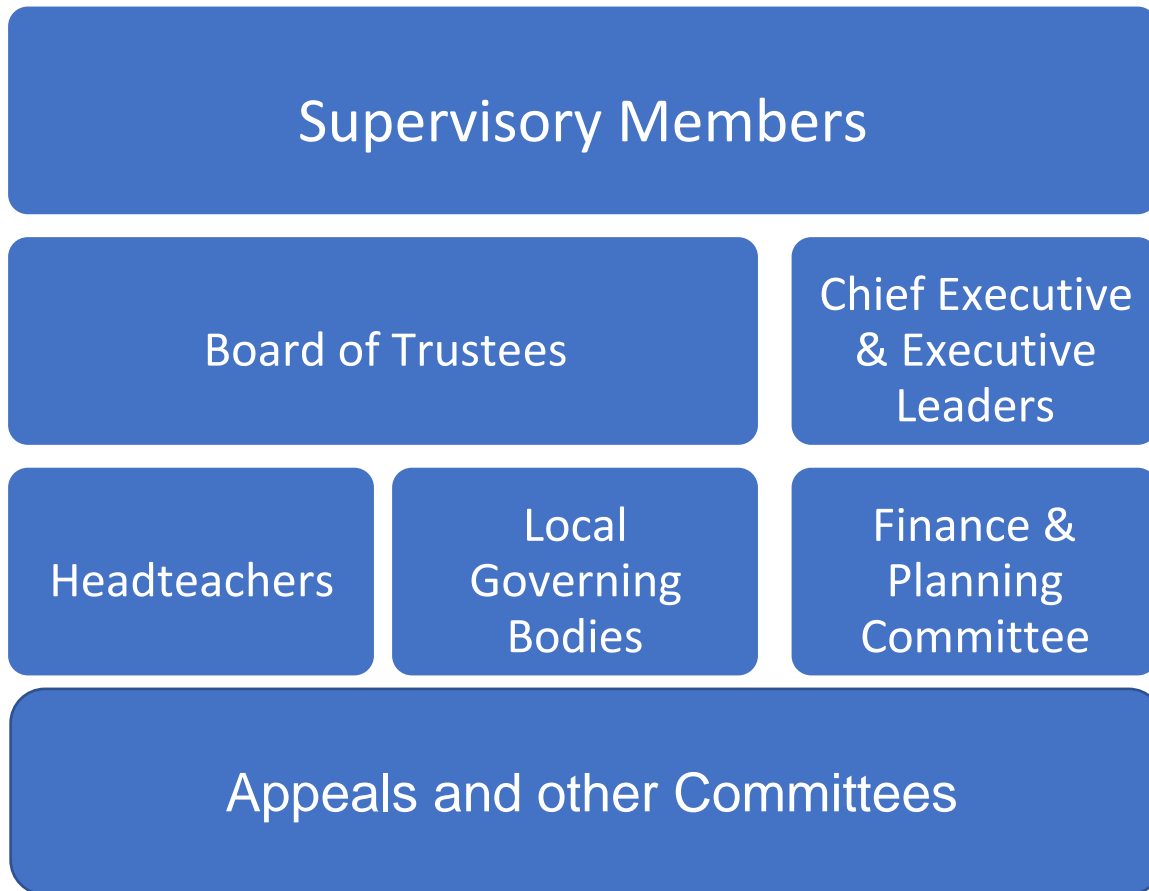 Supervisory Members
Board of Trustees
Chief Executive
& Executive
Leaders
Headteachers
Local
Governing
Bodies
Finance &
Planning
Committee
Appeals and other Committees